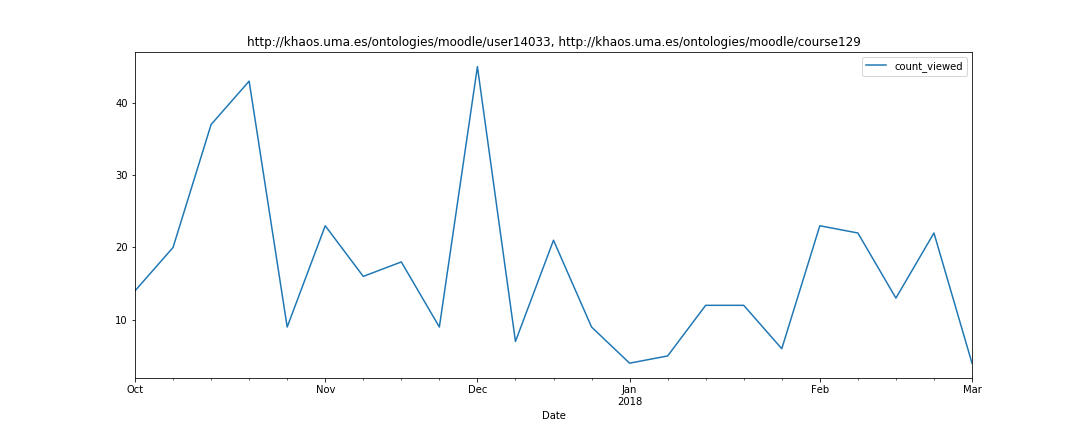 http://khaos.uma.es/ontologies/moodle/user14033, http://khaos.uma.es/ontologies/moodle/course129
count_viewed
40
30
20
10
Oct Nov Dec Jan Feb Mar
2018
Date